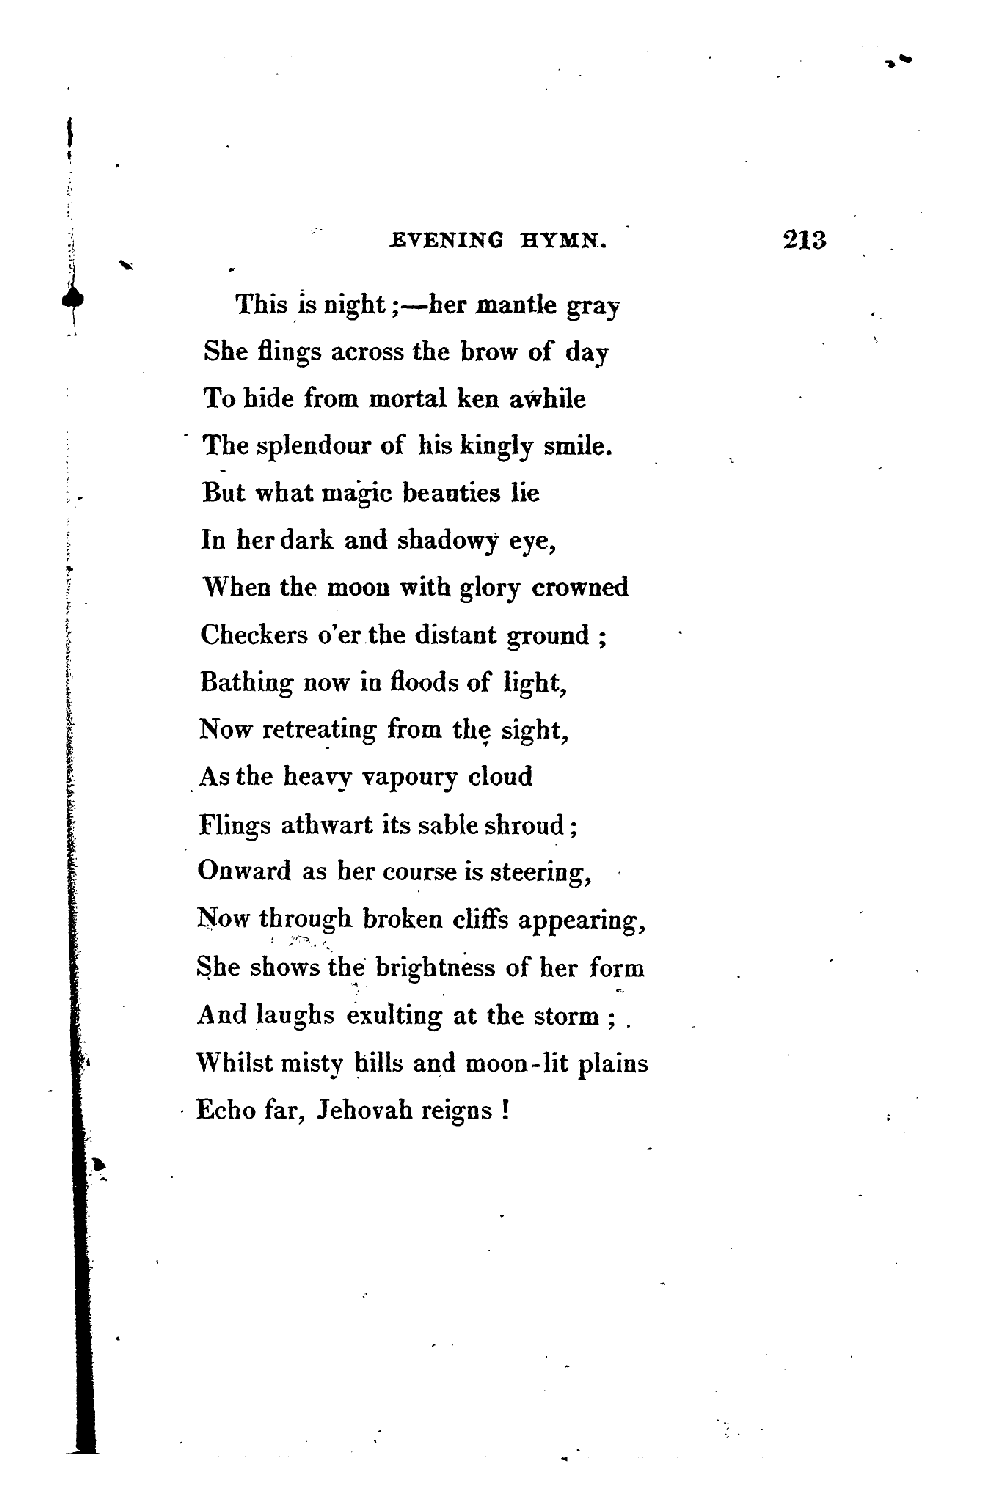 EVENING HYMN. 213
This is night ;—her mantle gray
She flings across the brow of day
To hide from mortal ken awhile
The splendour of his kingly smile.
But what magic beauties lie
In her dark and shadowy eye,
When the moon with glory crowned
Checkers o'er the distant ground ;
Bathing now in floods of light,
Now retreating from the sight,
As the heavy vapoury cloud
Flings athwart its sable shroud ;
Onward as her course is steering,
Now through broken cliffs appearing,
She shows the brightness of her form
And laughs exulting at the storm ;
Whilst misty hills and moon-lit plains
Echo far, Jehovah reigns !